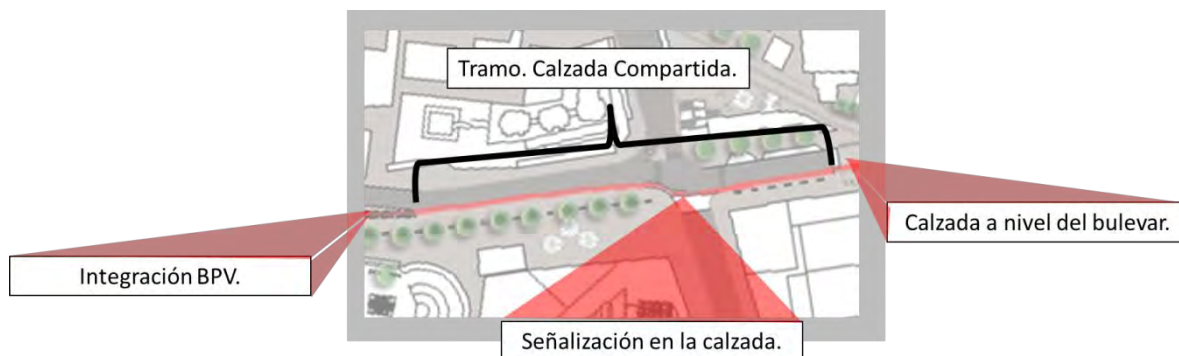 Tramo. Calzada Compartida.
Calzada a nivel del bulevar.
Integración BPV.
Señalización en la calzada.